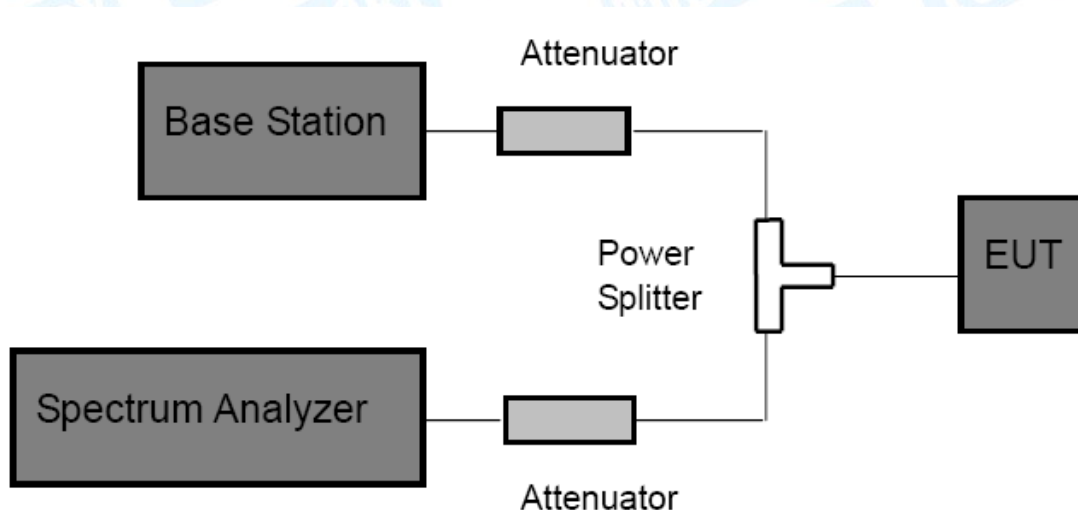 Attenuator
Base Station
Power
Splitter
EUT
Spectrum Analyzer
Attenuator